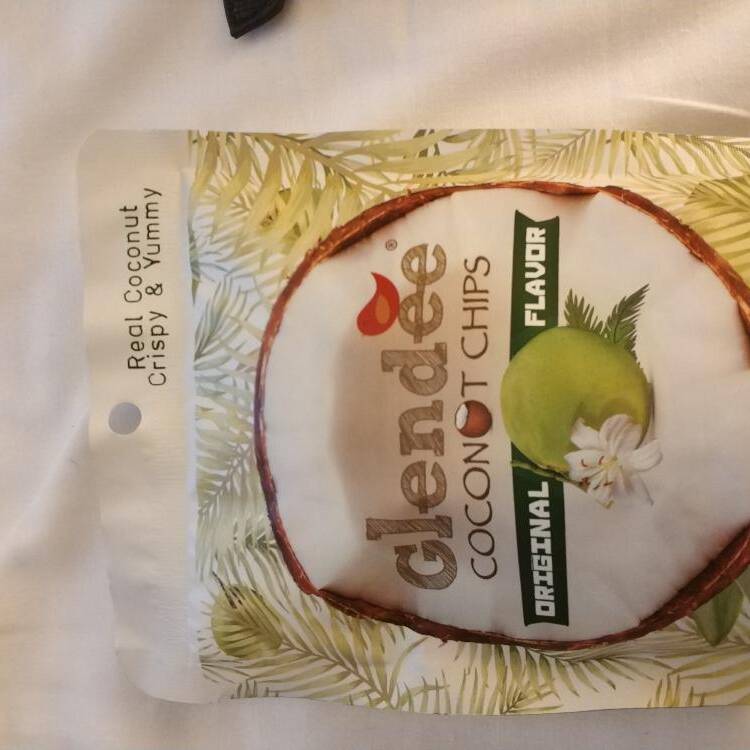 Real Coconut
Crispy & Yummy
Glendee®
COCONUT CHIPS
ORIGINAL FLAVOR